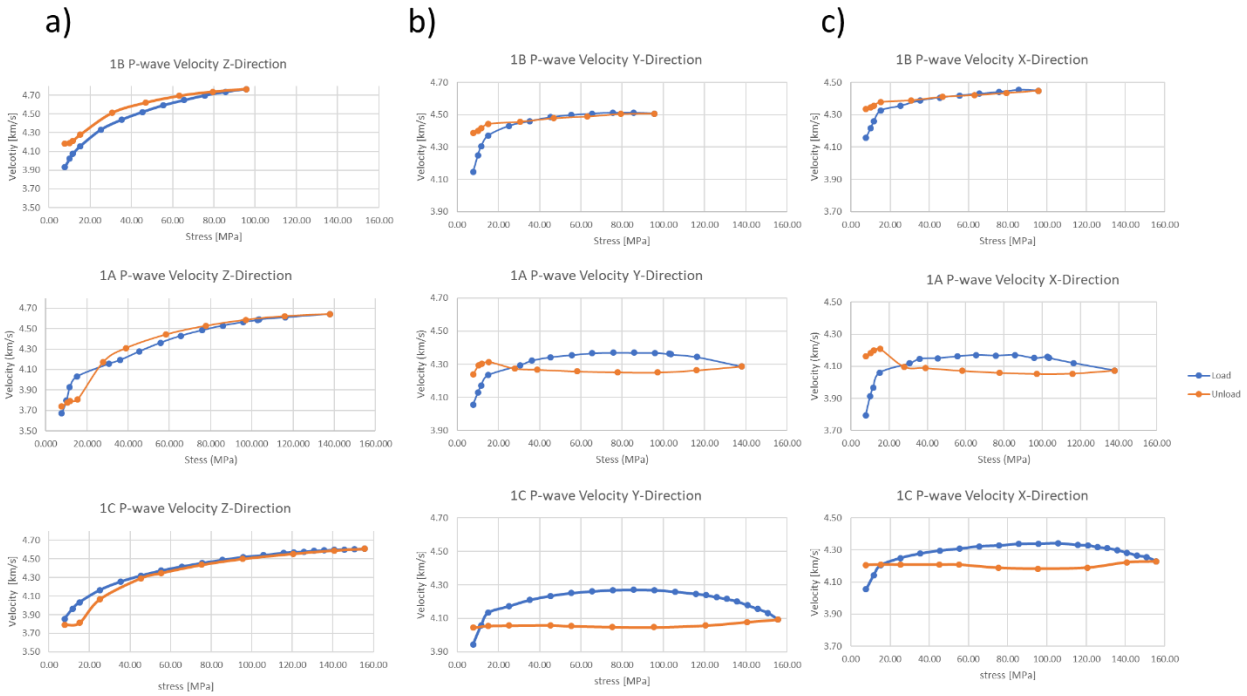 a)
b)
c)
1B P-wave Velocity Z-Direction
Velcotiy [km/s]
4.70
4.50
4.30
4.10
3.90
3.70
3.50
0.00 20.00 40.00 60.00 80.00 100.00 120.00 140.00 160.00
Stress [MPa]
1B P-wave Velocity Y-Direction
Velocity [km/s]
4.70
4.50
4.30
4.10
3.90
0.00 20.00 40.00 60.00 80.00 100.00 120.00 140.00 160.00
Stress [MPa]
1B P-wave Velocity X-Direction
Velocity [km/s]
4.50
4.30
4.10
3.90
3.70
0.00 20.00 40.00 60.00 80.00 100.00 120.00 140.00 160.00
Stress [MPa]
1A P-wave Velocity Z-Direction
Velocity (km/s)
4.70
4.50
4.30
4.10
3.90
3.70
3.50
0.00 20.00 40.00 60.00 80.00 100.00 120.00 140.00 160.00
Stess (MPa)
1A P-wave Velocity Y-Direction
Velocity (km/s)
4.70
4.50
4.30
4.10
3.90
0.00 20.00 40.00 60.00 80.00 100.00 120.00 140.00 160.00
Stess (MPa)
1A P-wave Velocity X-Direction
Velocity (km/s)
4.50
4.30
4.10
3.90
3.70
0.00 20.00 40.00 60.00 80.00 100.00 120.00 140.00 160.00
Stess (MPa)
Load
Unload
1C P-wave Velocity Z-Direction
Velocity [km/s]
4.70
4.50
4.30
4.10
3.90
3.70
3.50
0.00 20.00 40.00 60.00 80.00 100.00 120.00 140.00 160.00
stress [MPa]
1C P-wave Velocity Y-Direction
Velocity [km/s]
4.70
4.50
4.30
4.10
3.90
0.00 20.00 40.00 60.00 80.00 100.00 120.00 140.00 160.00
stress [MPa]
1C P-wave Velocity X-Direction
Velocity [km/s]
4.50
4.30
4.10
3.90
3.70
0.00 20.00 40.00 60.00 80.00 100.00 120.00 140.00 160.00
stress [MPa]